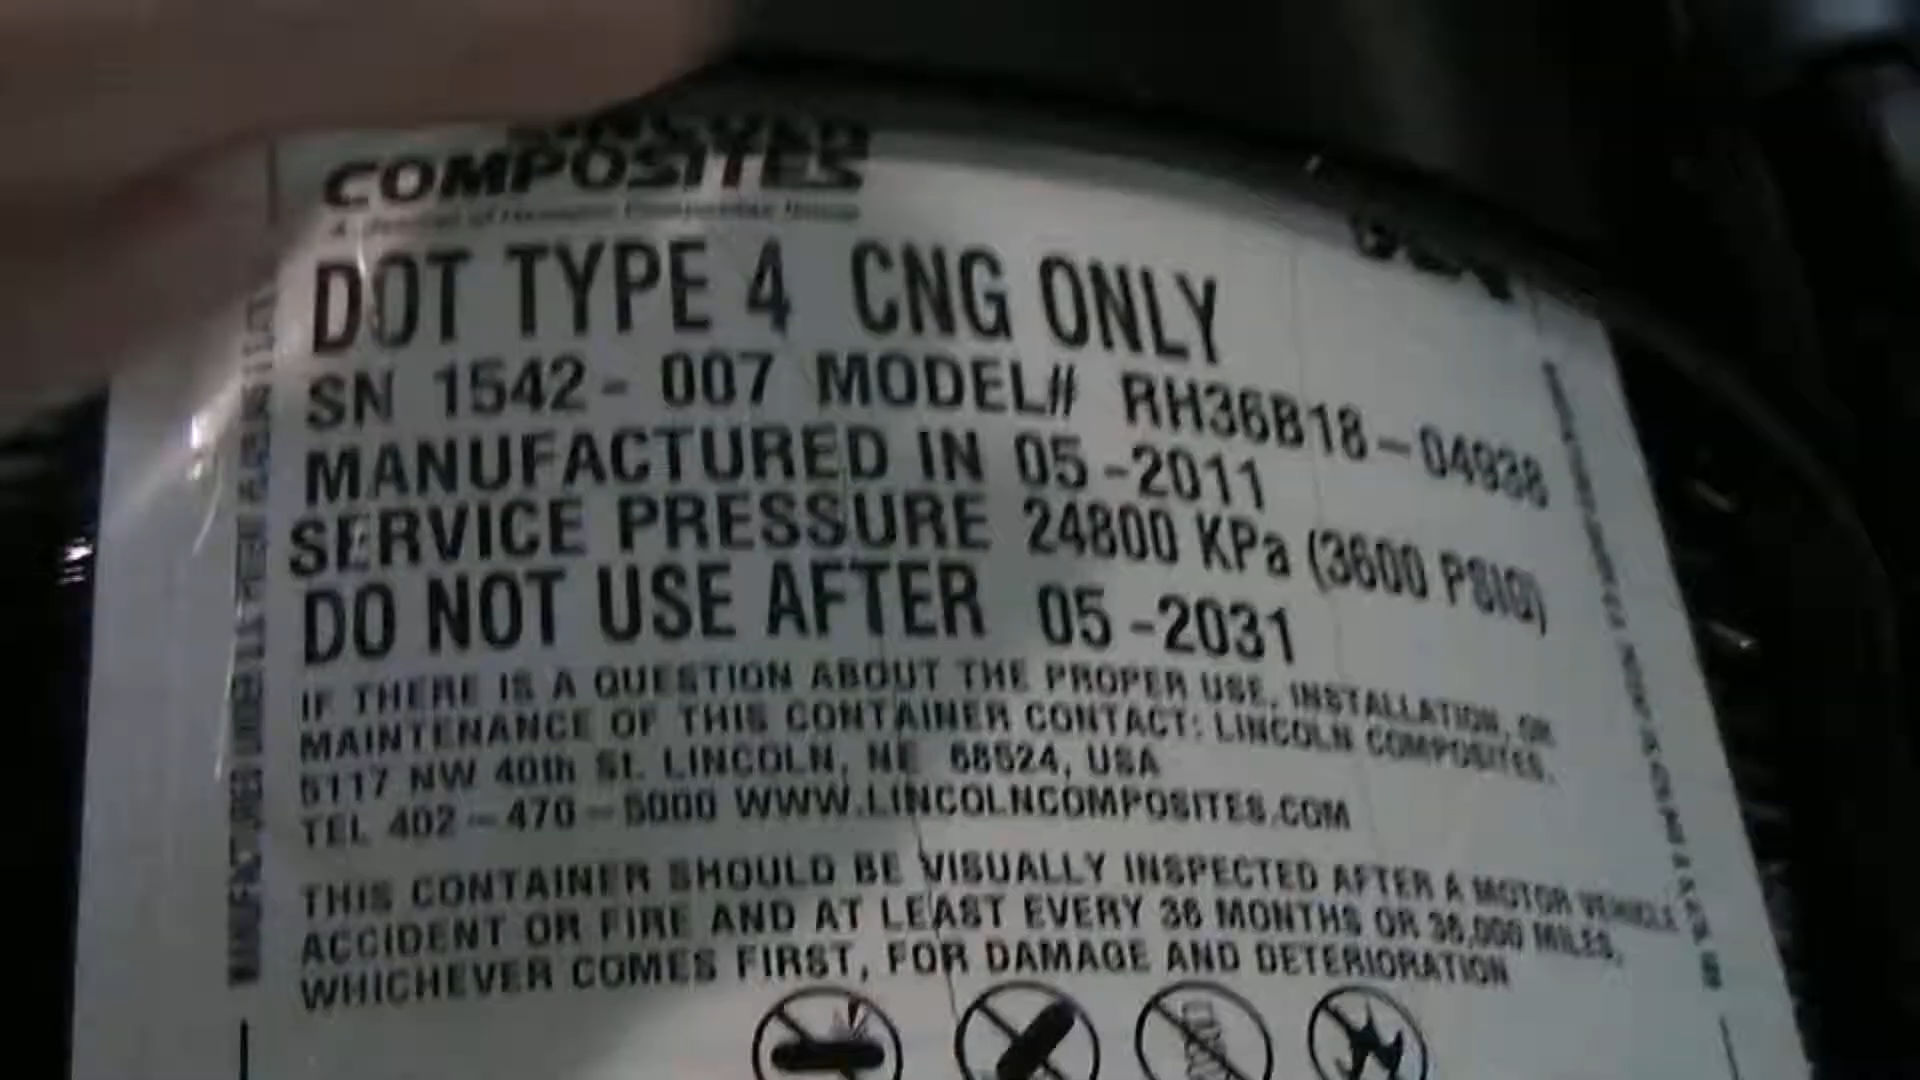 COMPOSITES
DOT TYPE 4 CNG ONLY
SN 1542-007 MODEL# RH36B18-04938
MANUFACTURED IN 05-2011
SERVICE PRESSURE 24800 KPa (3600 PSIG)
DO NOT USE AFTER 05-2031
IF THERE IS A QUESTION ABOUT THE PROPER USE, INSTALLATION, OR
MAINTENANCE OF THIS CONTAINER CONTACT: LINCOLN COMPOSITES,
5117 NW 40th St. LINCOLN, NE 68524, USA
TEL 402-470-5000 WWW.LINCOLNCOMPOSITES.COM
THIS CONTAINER SHOULD BE VISUALLY INSPECTED AFTER A MOTOR VEHICLE
ACCIDENT OR FIRE AND AT LEAST EVERY 36 MONTHS OR 36,000 MILES,
WHICHEVER COMES FIRST, FOR DAMAGE AND DETERIORATION
MANUFACTURED UNDER U.S.